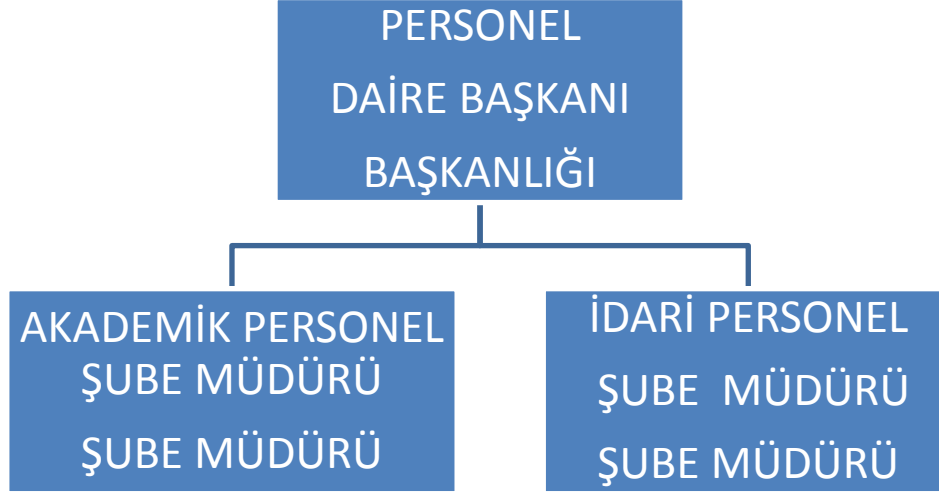 PERSONEL
DAİRE BAŞKANI
BAŞKANLIĞI
AKADEMİK PERSONEL
ŞUBE MÜDÜRÜ
ŞUBE MÜDÜRÜ
İDARİ PERSONEL
ŞUBE  MÜDÜRÜ
ŞUBE MÜDÜRÜ